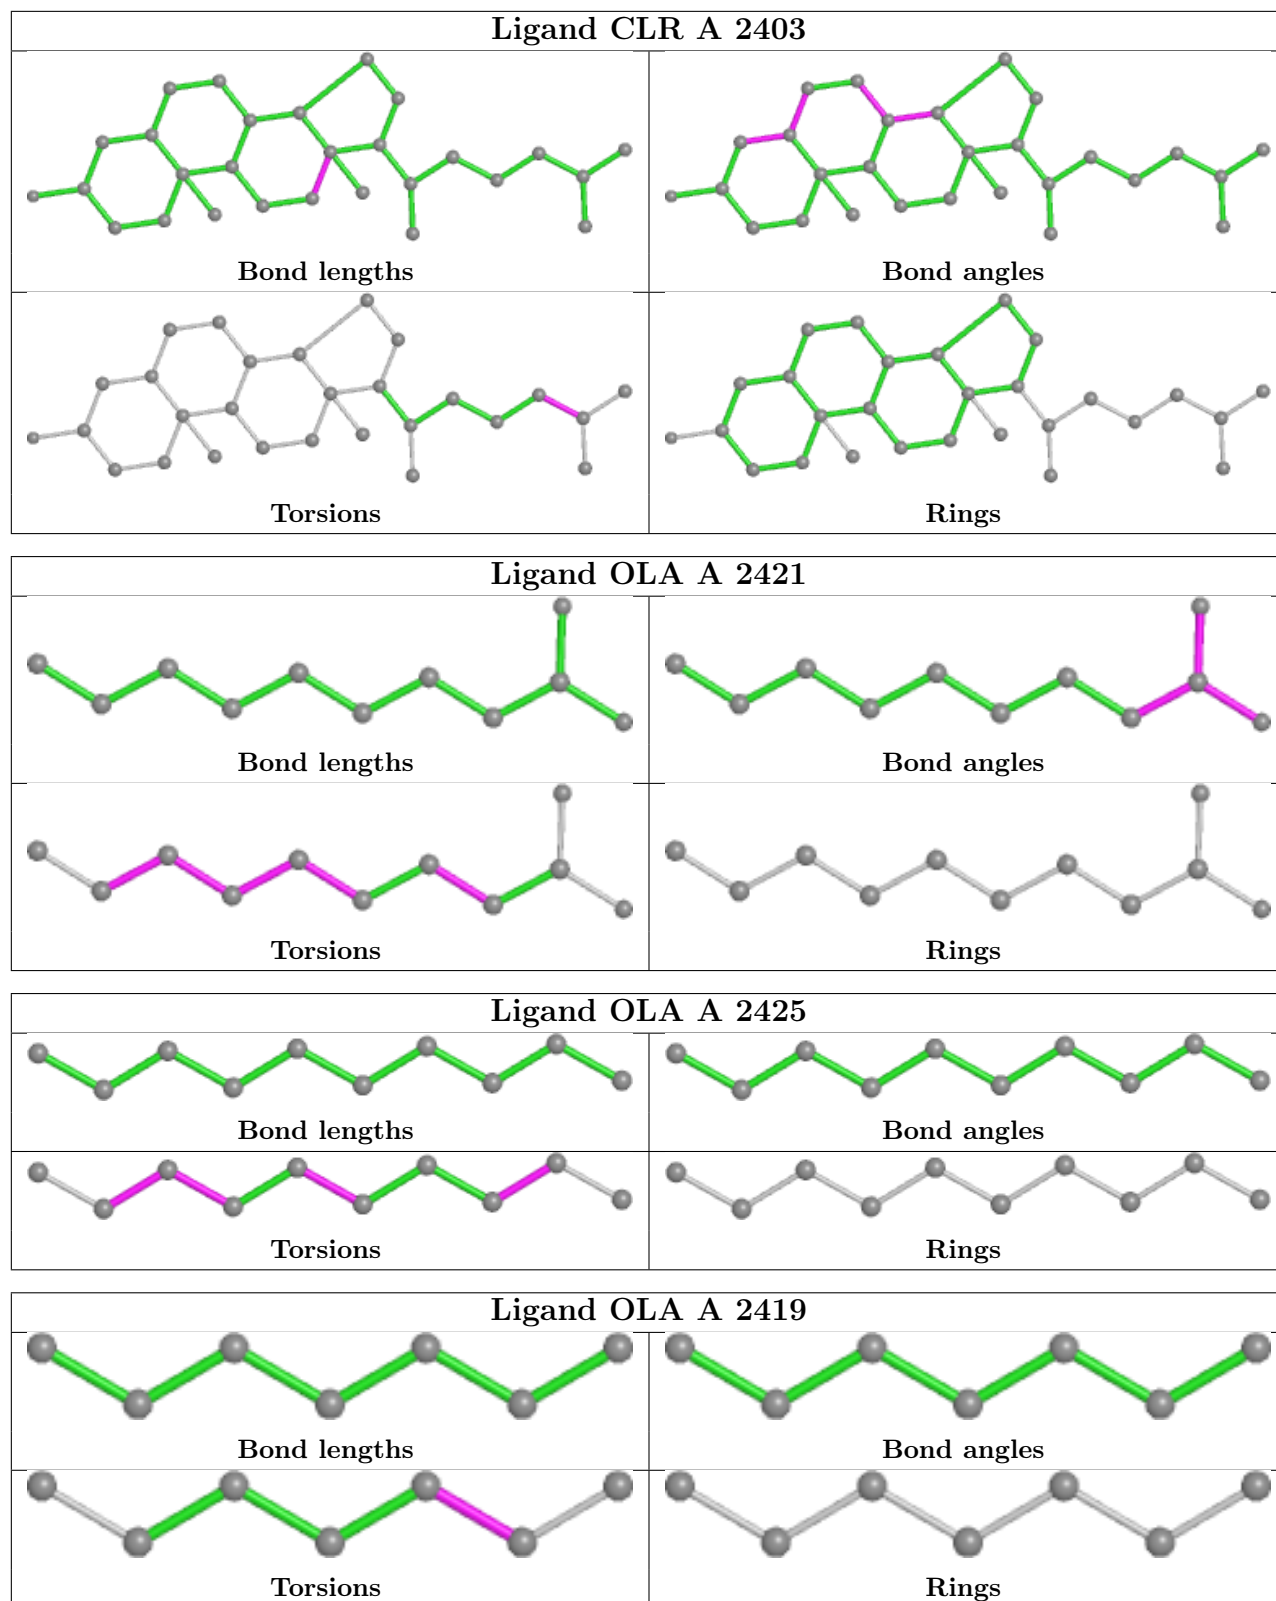 Ligand CLR A 2403
Bond lengths
Bond angles
Torsions
Rings
Ligand OLA A 2421
Bond lengths
Bond angles
Torsions
Rings
Ligand OLA A 2425
Bond lengths
Bond angles
Torsions
Rings
Ligand OLA A 2419
Bond lengths
Bond angles
Torsions
Rings